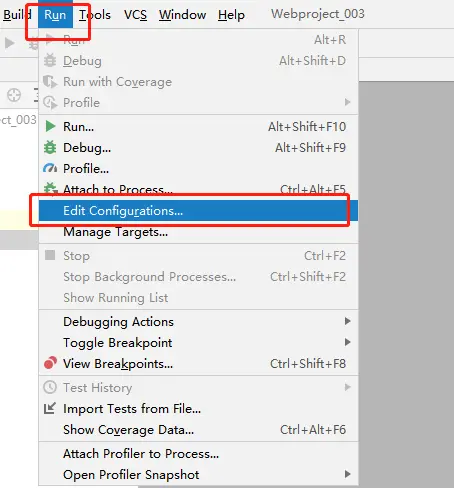 Build Run Tools VCS Window Help Webproject_003
Run Alt+R
Debug Alt+Shift+D
Run with Coverage
Profile
ect_003
Run... Alt+Shift+F10
Debug... Alt+Shift+F9
Profile...
Attach to Process... Ctrl+Alt+F5
Edit Configurations...
Manage Targets...
Stop Ctrl+F2
Stop Background Processes... Ctrl+Shift+F2
Show Running List
Debugging Actions
Toggle Breakpoint
View Breakpoints... Ctrl+Shift+F8
Test History
Import Tests from File...
Show Coverage Data... Ctrl+Alt+F6
Attach Profiler to Process...
Open Profiler Snapshot